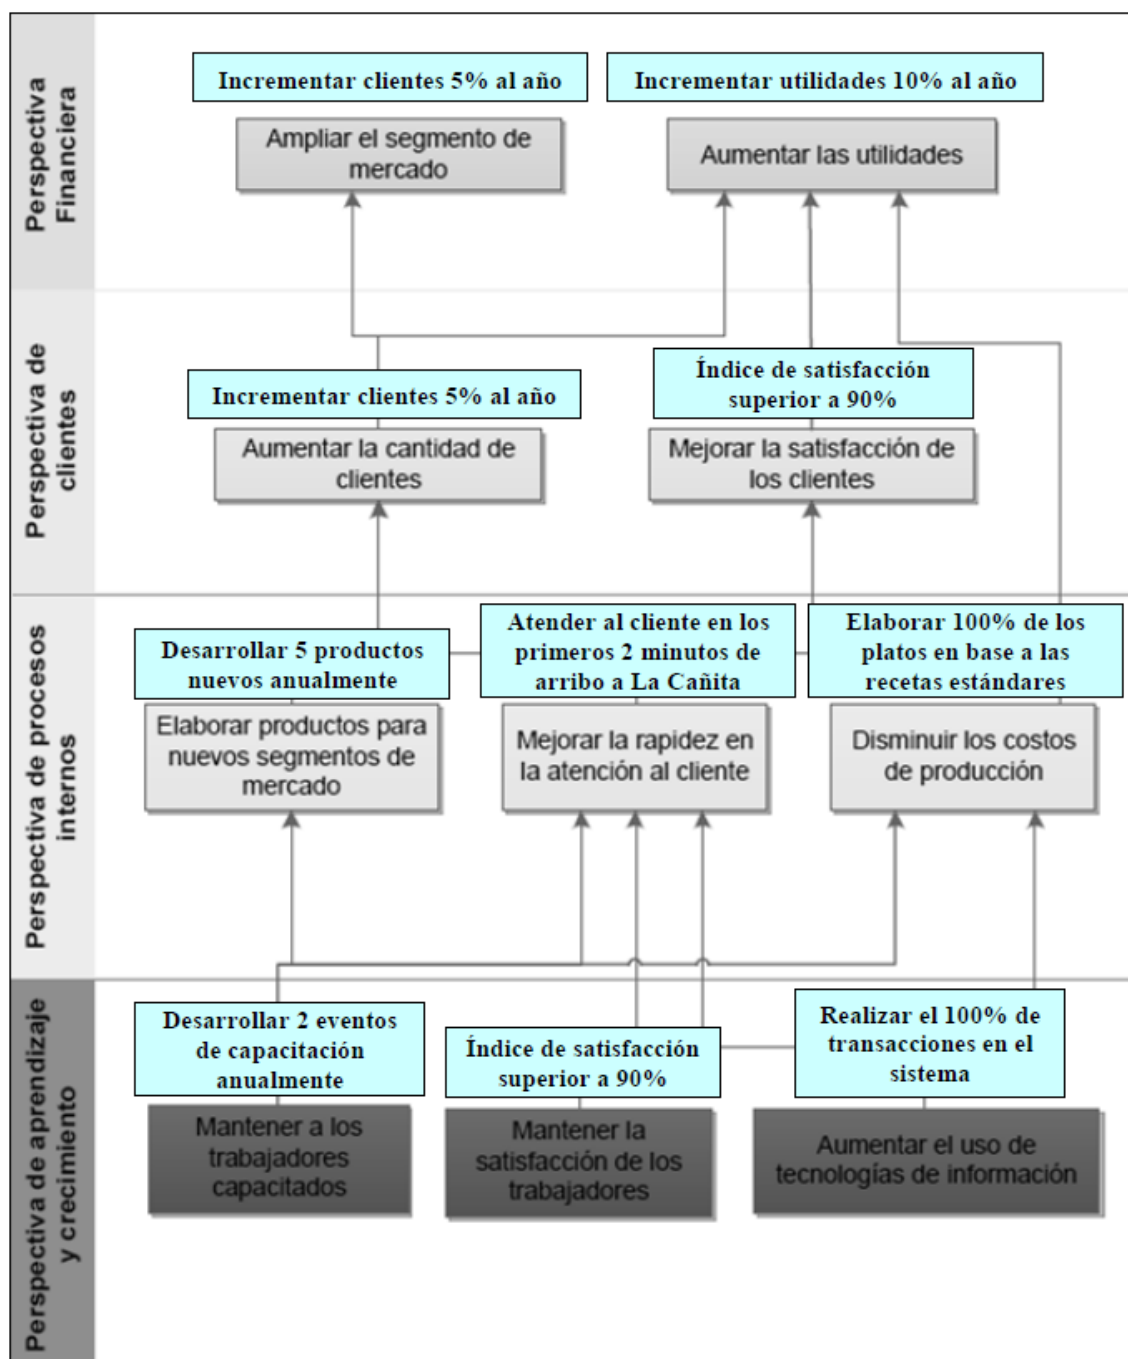 Perspectiva
Financiera
Incrementar clientes 5% al año
Incrementar utilidades 10% al año
Ampliar el segmento de
mercado
Aumentar las utilidades
Perspectiva de
clientes
Incrementar clientes 5% al año
Índice de satisfacción
superior a 90%
Aumentar la cantidad de
clientes
Mejorar la satisfacción de
los clientes
Perspectiva de procesos
internos
Desarrollar 5 productos
nuevos anualmente
Atender al cliente en los
primeros 2 minutos de
arribo a La Cañita
Elaborar 100% de los
platos en base a las
recetas estándares
Elaborar productos para
nuevos segmentos de
mercado
Mejorar la rapidez en
la atención al cliente
Disminuir los costos
de producción
Perspectiva de aprendizaje
y crecimiento
Desarrollar 2 eventos
de capacitación
anualmente
Índice de satisfacción
superior a 90%
Realizar el 100% de
transacciones en el
sistema
Mantener a los
trabajadores
capacitados
Mantener la
satisfacción de los
trabajadores
Aumentar el uso de
tecnologías de información